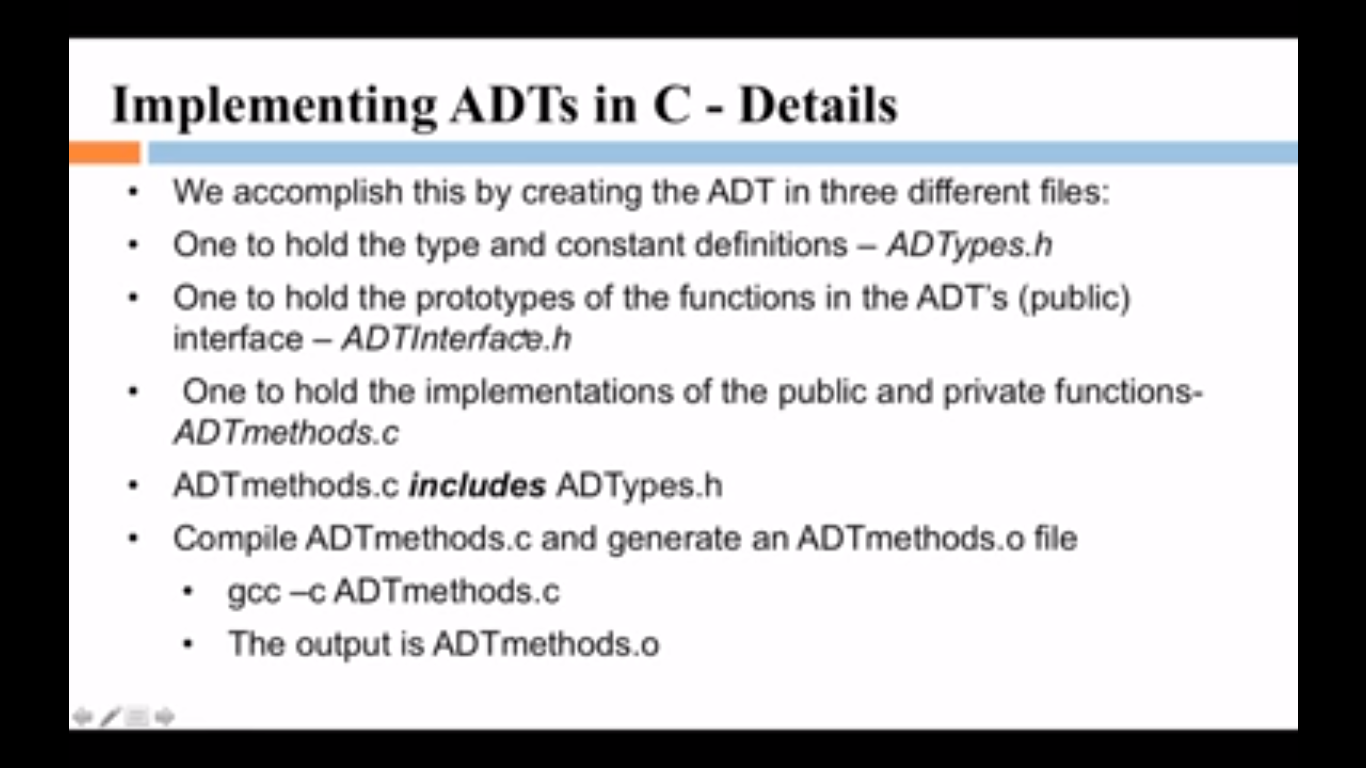 Implementing ADTs in C - Details
• We accomplish this by creating the ADT in three different files:
• One to hold the type and constant definitions – ADTypes.h
• One to hold the prototypes of the functions in the ADT's (public)
interface – ADTInterface.h
• One to hold the implementations of the public and private functions-
ADTmethods.c
• ADTmethods.c includes ADTypes.h
• Compile ADTmethods.c and generate an ADTmethods.o file
• gcc –c ADTmethods.c
• The output is ADTmethods.o